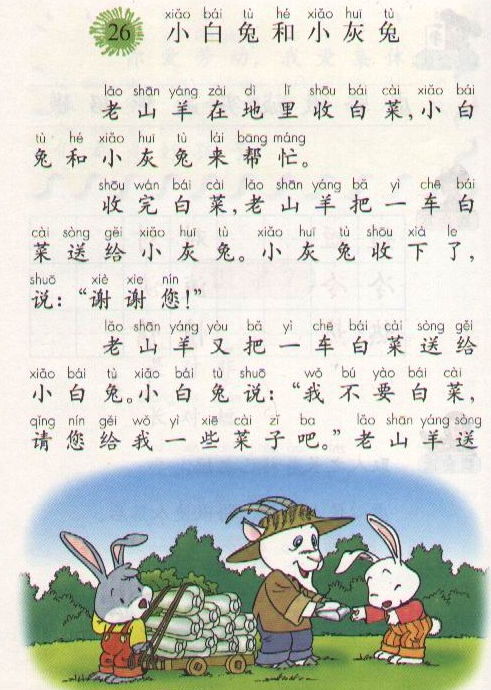 xiǎo bái tù hé xiǎo huī tù
26 小白兔和小灰兔
lǎo shān yáng zài dì lǐ shōu bái cài xiǎo bái
老山羊在地里收白菜，小白
tù hé xiǎo huī tù lái bāng máng
兔和小灰兔来帮忙。
shōu wán bái cài lǎo shān yáng bǎ yì chē bái
收完白菜，老山羊把一车白
cài sòng gěi xiǎo huī tù xiǎo huī tù shōu xià le
菜送给小灰兔。小灰兔收下了，
shuō xiè xie nín
说：“谢谢您！”
lǎo shān yáng yòu bǎ yì chē bái cài sòng gěi
老山羊又把一车白菜送给
xiǎo bái tù xiǎo bái tù shuō wǒ bú yào bái cài
小白兔。小白兔说：“我不要白菜，
qǐng nín gěi wǒ yì xiē cài zǐ ba lǎo shān yáng sòng
请您给我一些菜子吧。”老山羊送